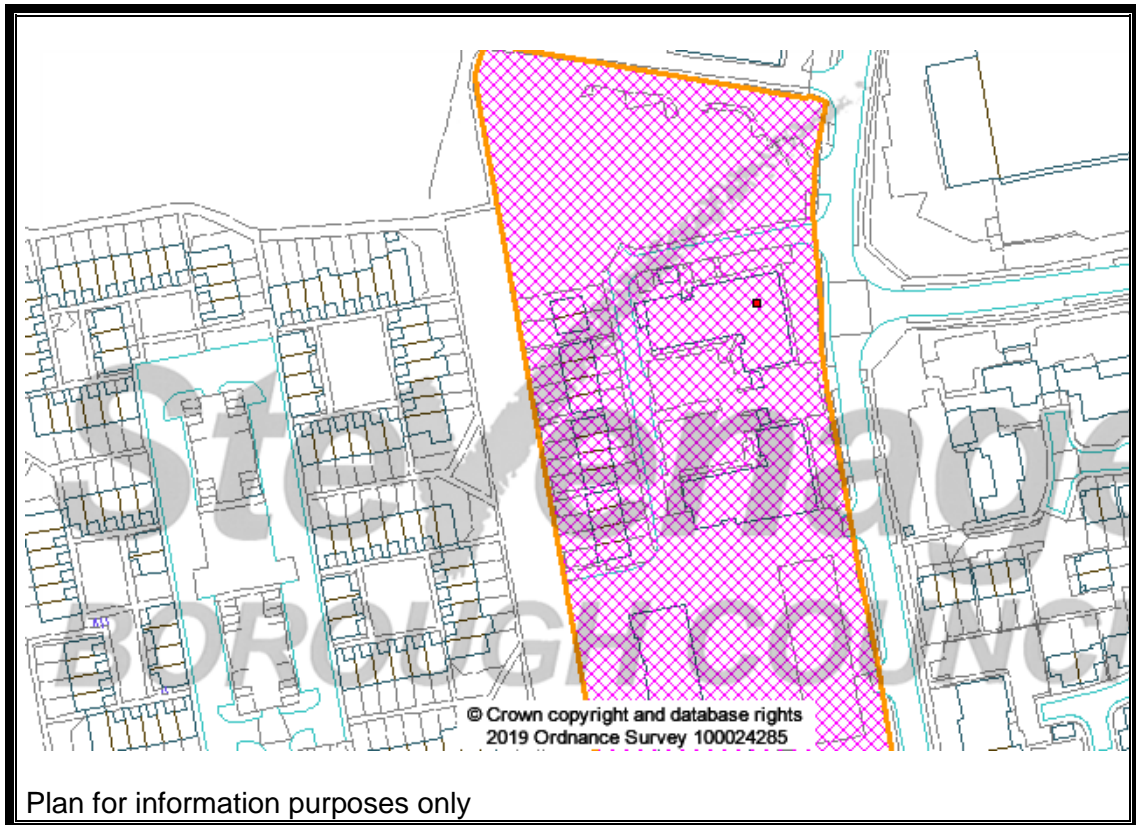 Stevenage
BOROUGH COUNCIL
© Crown copyright and database rights
2019 Ordnance Survey 100024285
Plan for information purposes only